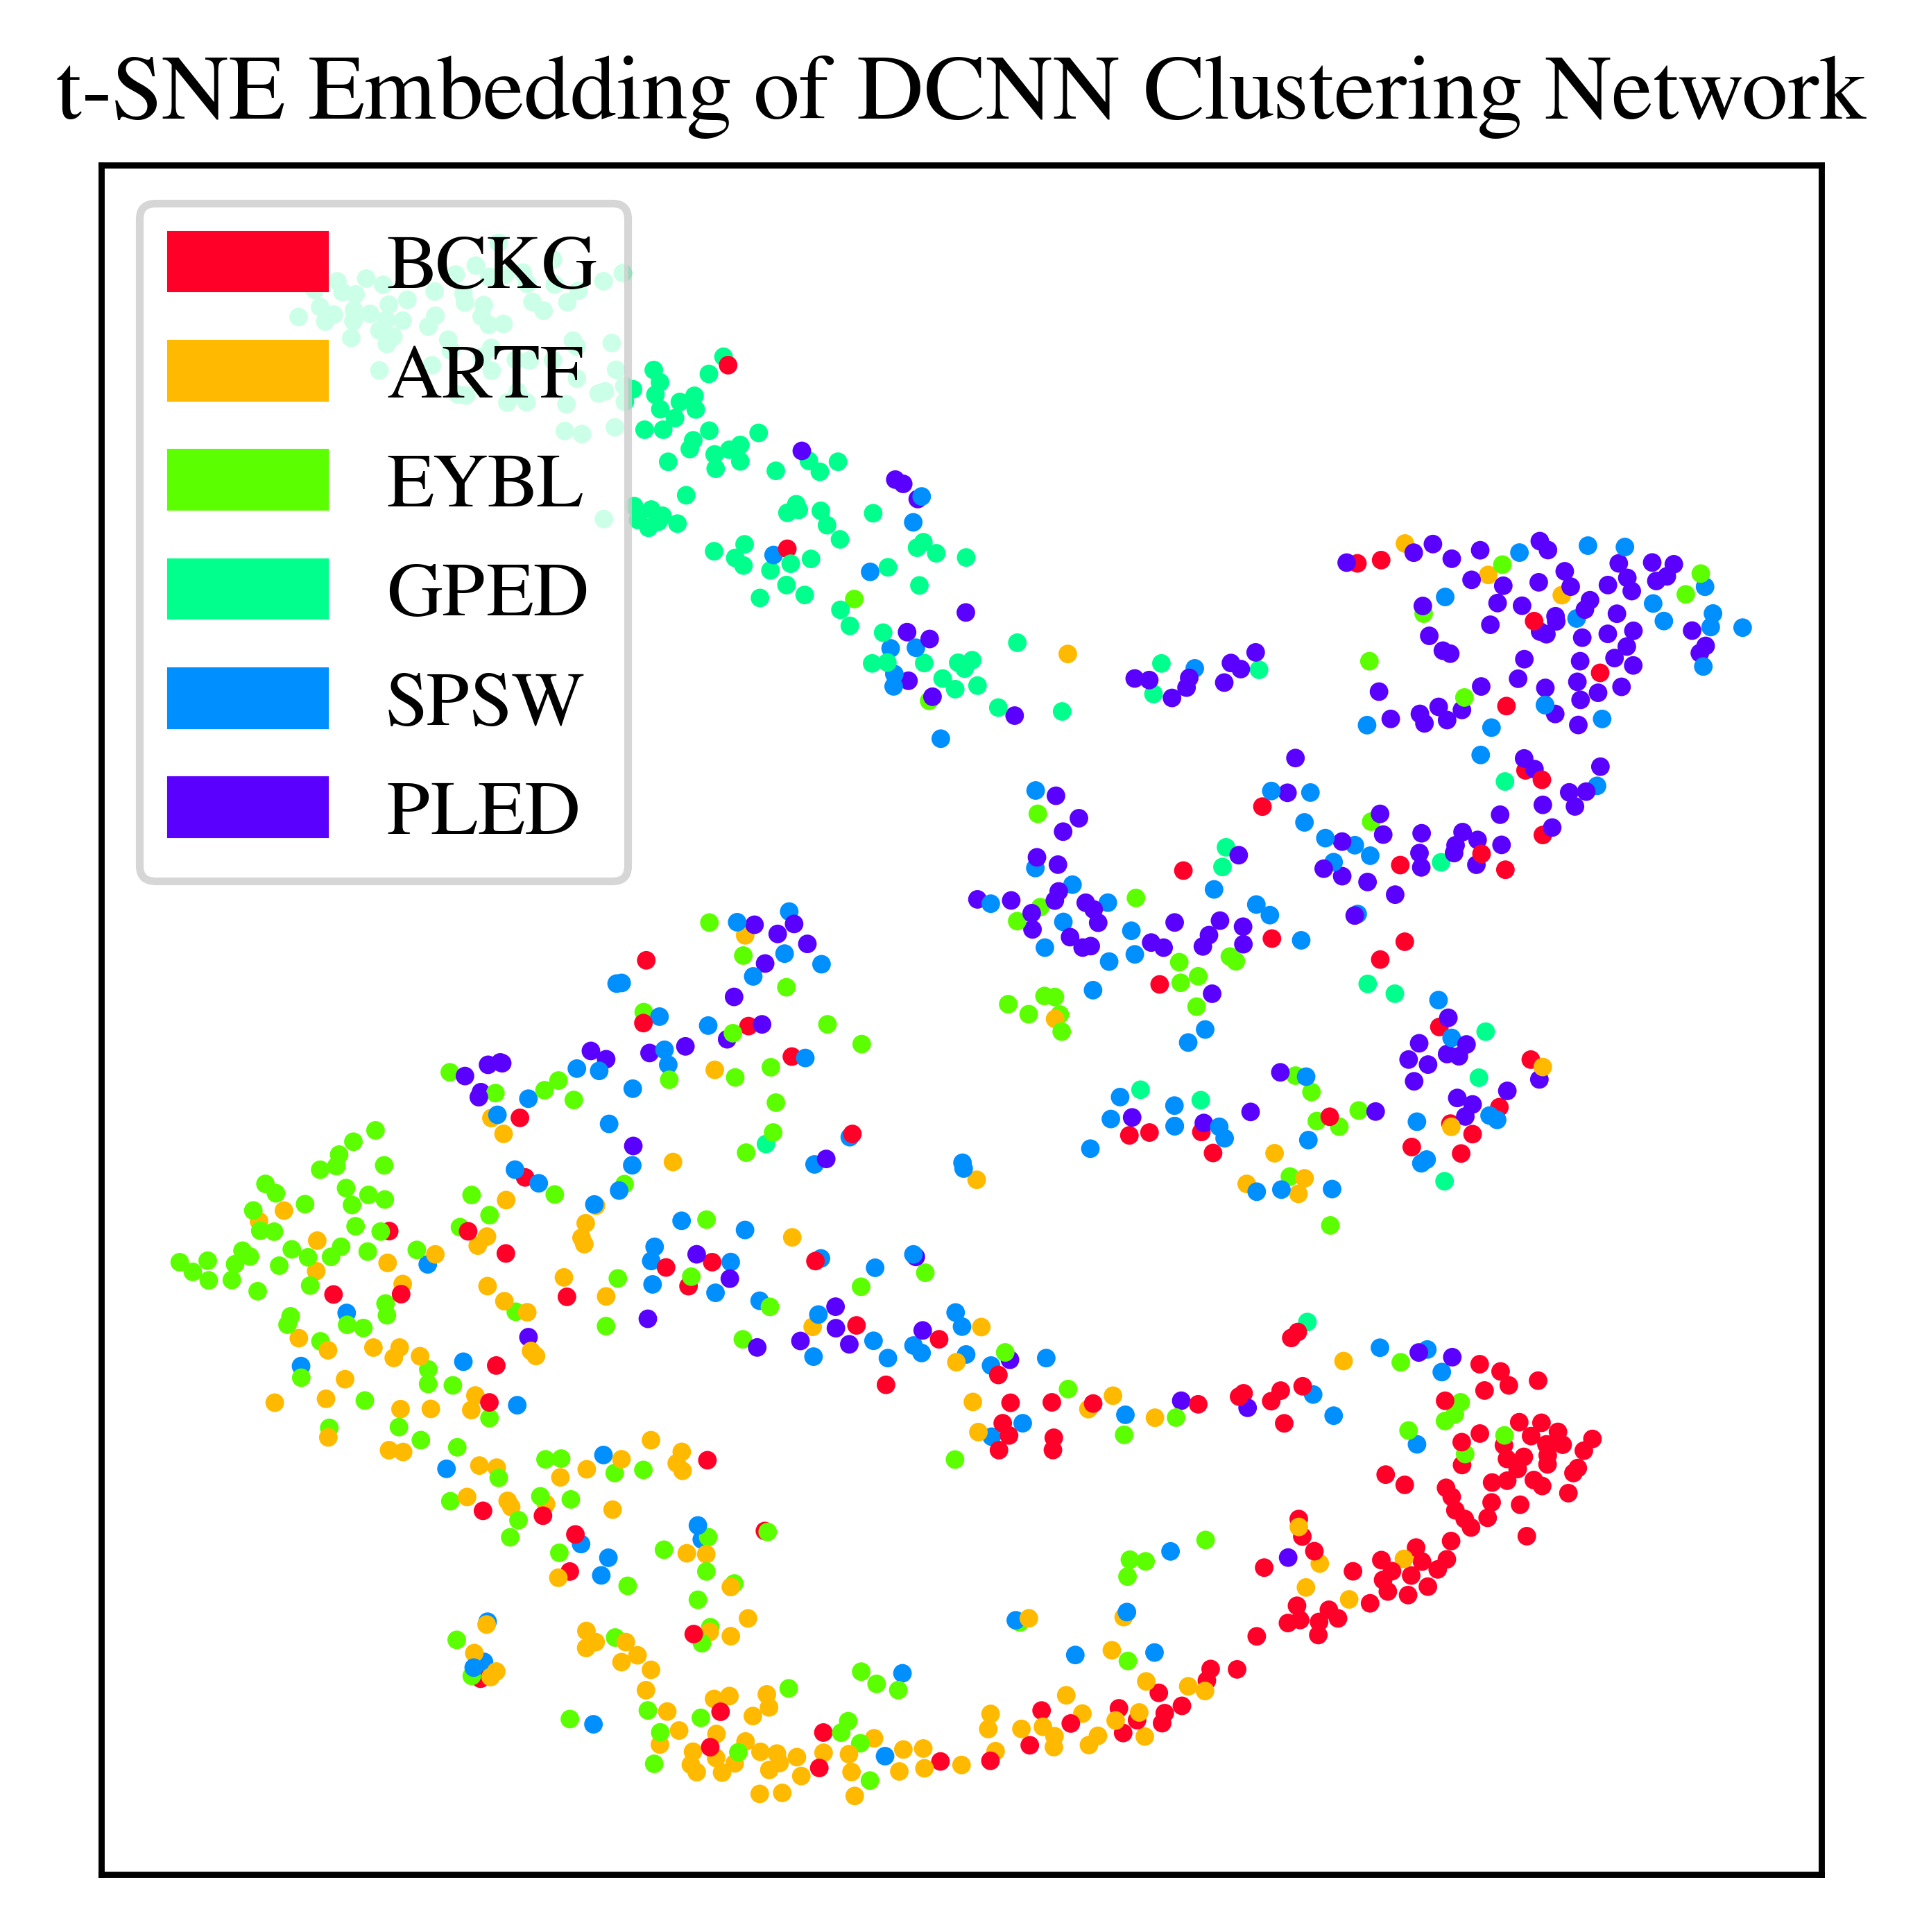 t-SNE Embedding of DCNN Clustering Network
BCKG
ARTF
EYBL
GPED
SPSW
PLED